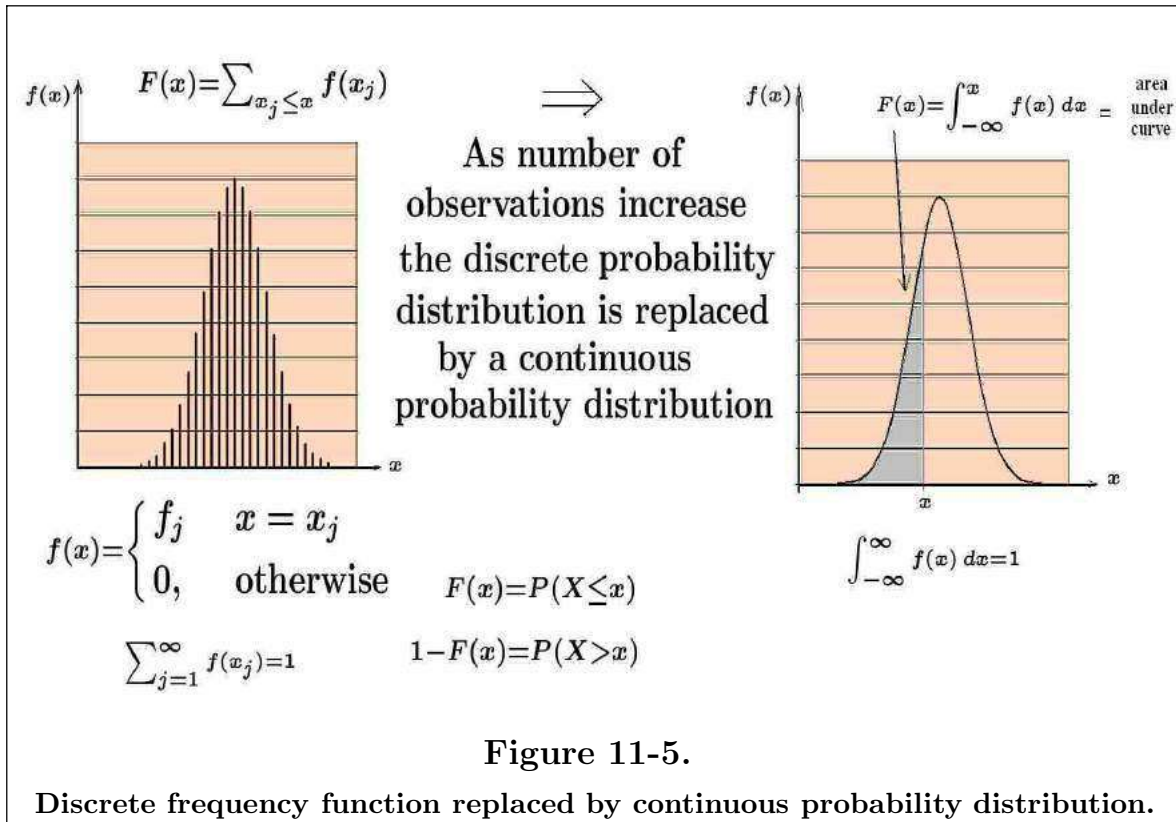 f(x)
F(x)=∑_{x_j≤x} f(x_j)
x
f(x)={ f_j x = x_j
0, otherwise
∑_{j=1}^{∞} f(x_j)=1
⇒
As number of
observations increase
the discrete probability
distribution is replaced
by a continuous
probability distribution
F(x)=P(X≤x)
1−F(x)=P(X>x)
f(x)
F(x)=∫_{−∞}^{x} f(x) dx = area
under
curve
x
x
∫_{−∞}^{∞} f(x) dx=1
Figure 11-5.
Discrete frequency function replaced by continuous probability distribution.